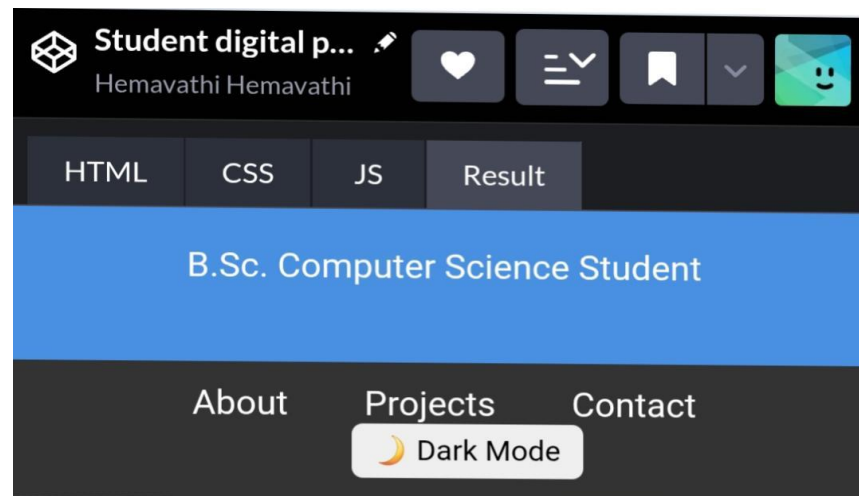 Student digital p...
Hemavathi Hemavathi
HTML CSS JS Result
B.Sc. Computer Science Student
About Projects Contact
🌙 Dark Mode